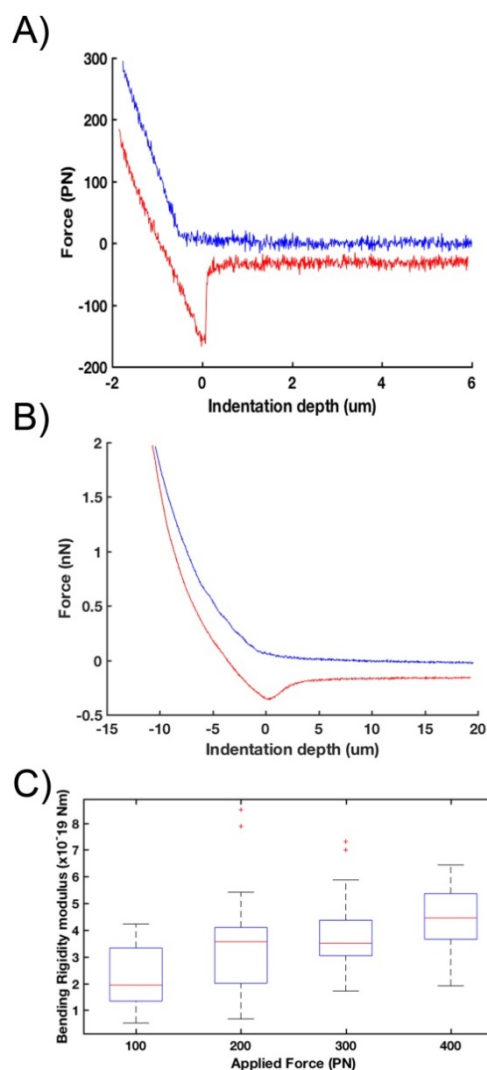 A)
300
200
100
0
-100
-200
Force (PN)
-2 0 2 4 6
Indentation depth (um)
B)
2
1.5
1
0.5
0
-0.5
Force (nN)
-15 -10 -5 0 5 10 15 20
Indentation depth (um)
C)
8
7
6
5
4
3
2
1
Bending Rigidity modulus (x10^-19 Nm)
100 200 300 400
Applied Force (PN)